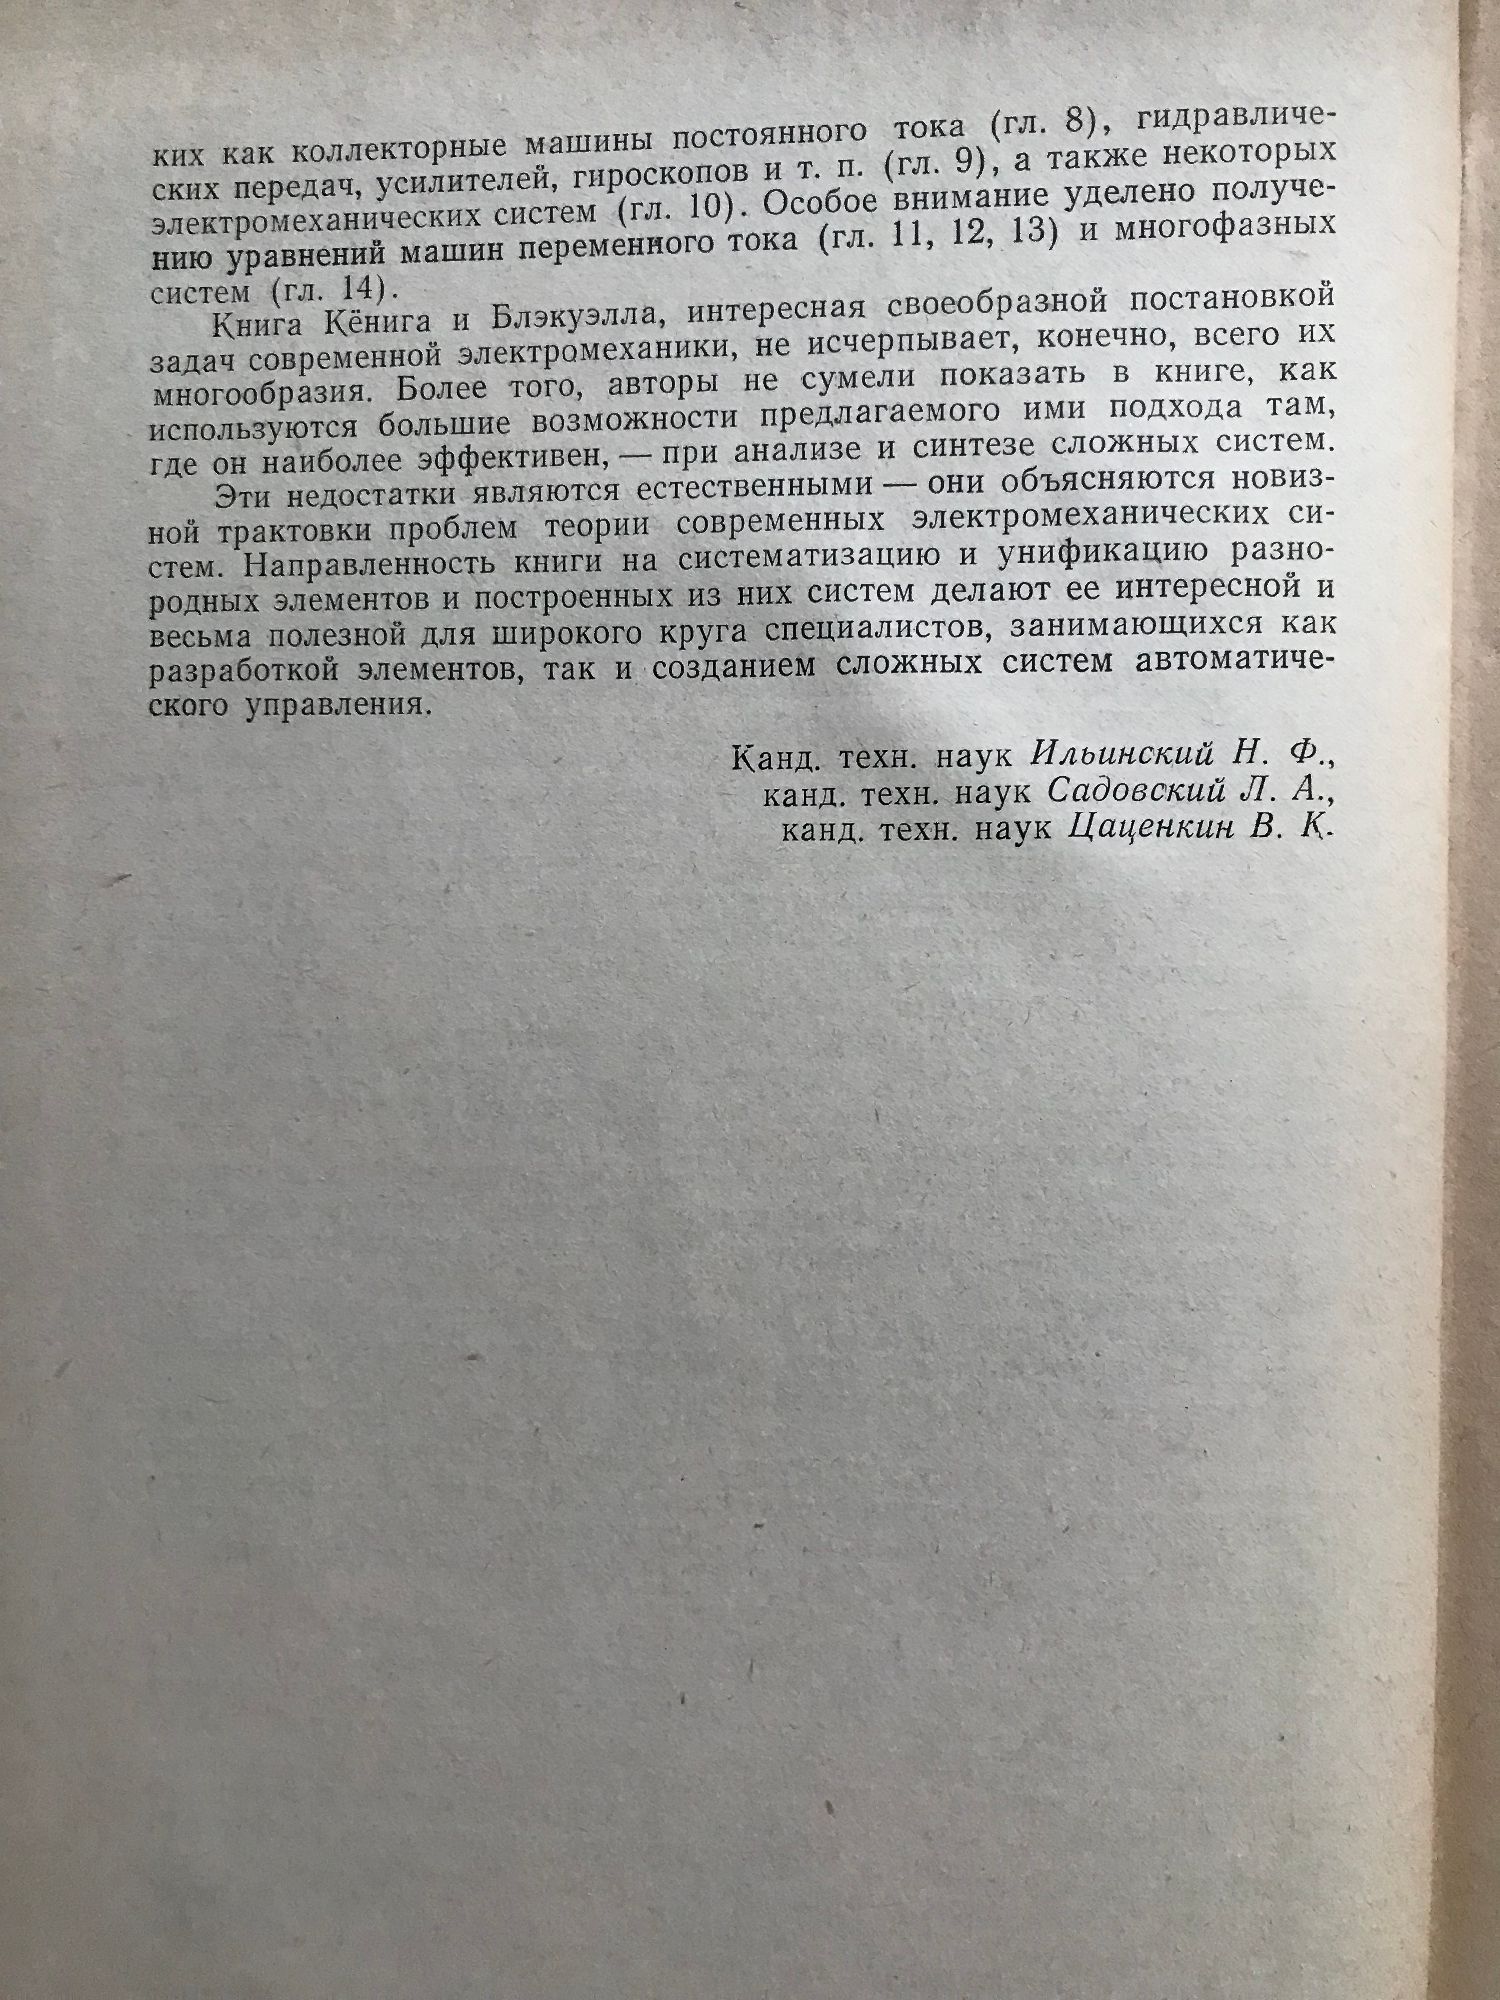 ких как коллекторные машины постоянного тока (гл. 8), гидравличе-
ских передач, усилителей, гироскопов и т. п. (гл. 9), а также некоторых
электромеханических систем (гл. 10). Особое внимание уделено получе-
нию уравнений машин переменного тока (гл. 11, 12, 13) и многофазных
систем (гл. 14).
Книга Кёнига и Блэкуэлла, интересная своеобразной постановкой
задач современной электромеханики, не исчерпывает, конечно, всего их
многообразия. Более того, авторы не сумели показать в книге, как
используются большие возможности предлагаемого ими подхода там,
где он наиболее эффективен, — при анализе и синтезе сложных систем.
Эти недостатки являются естественными — они объясняются новиз-
ной трактовки проблем теории современных электромеханических си-
стем. Направленность книги на систематизацию и унификацию разно-
родных элементов и построенных из них систем делают ее интересной и
весьма полезной для широкого круга специалистов, занимающихся как
разработкой элементов, так и созданием сложных систем автоматиче-
ского управления.
Канд. техн. наук Ильинский Н. Ф.,
канд. техн. наук Садовский Л. А.,
канд. техн. наук Цаценкин В. К.